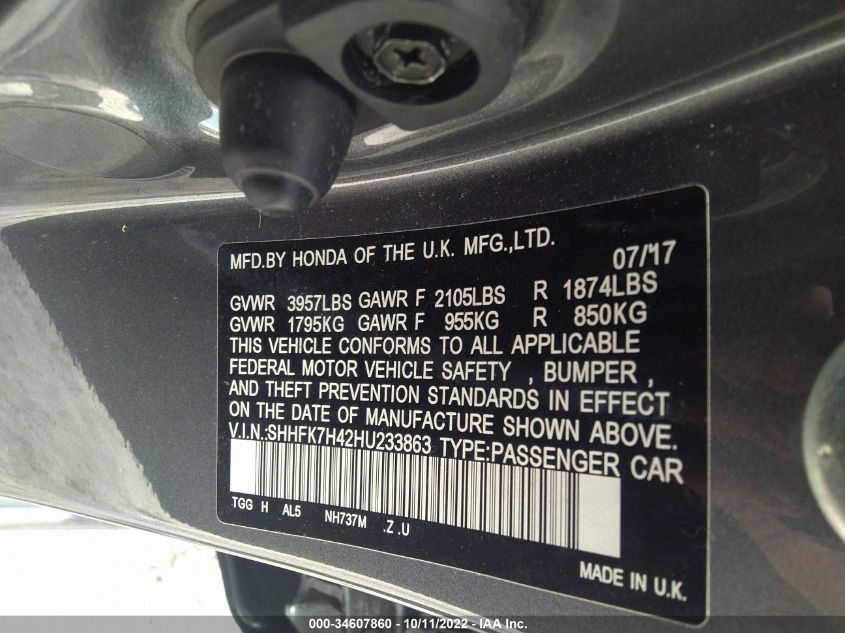 MFD.BY HONDA OF THE U.K. MFG.,LTD. 07/'17
GVWR 3957LBS GAWR F 2105LBS R 1874LBS
GVWR 1795KG GAWR F 955KG R 850KG
THIS VEHICLE CONFORMS TO ALL APPLICABLE
FEDERAL MOTOR VEHICLE SAFETY , BUMPER ,
AND THEFT PREVENTION STANDARDS IN EFFECT
ON THE DATE OF MANUFACTURE SHOWN ABOVE.
V.I.N.:SHHFK7H42HU233863 TYPE:PASSENGER CAR
TGG H AL5 NH737M .Z .U
MADE IN U.K.
000-34607860 - 10/11/2022 - IAA Inc.